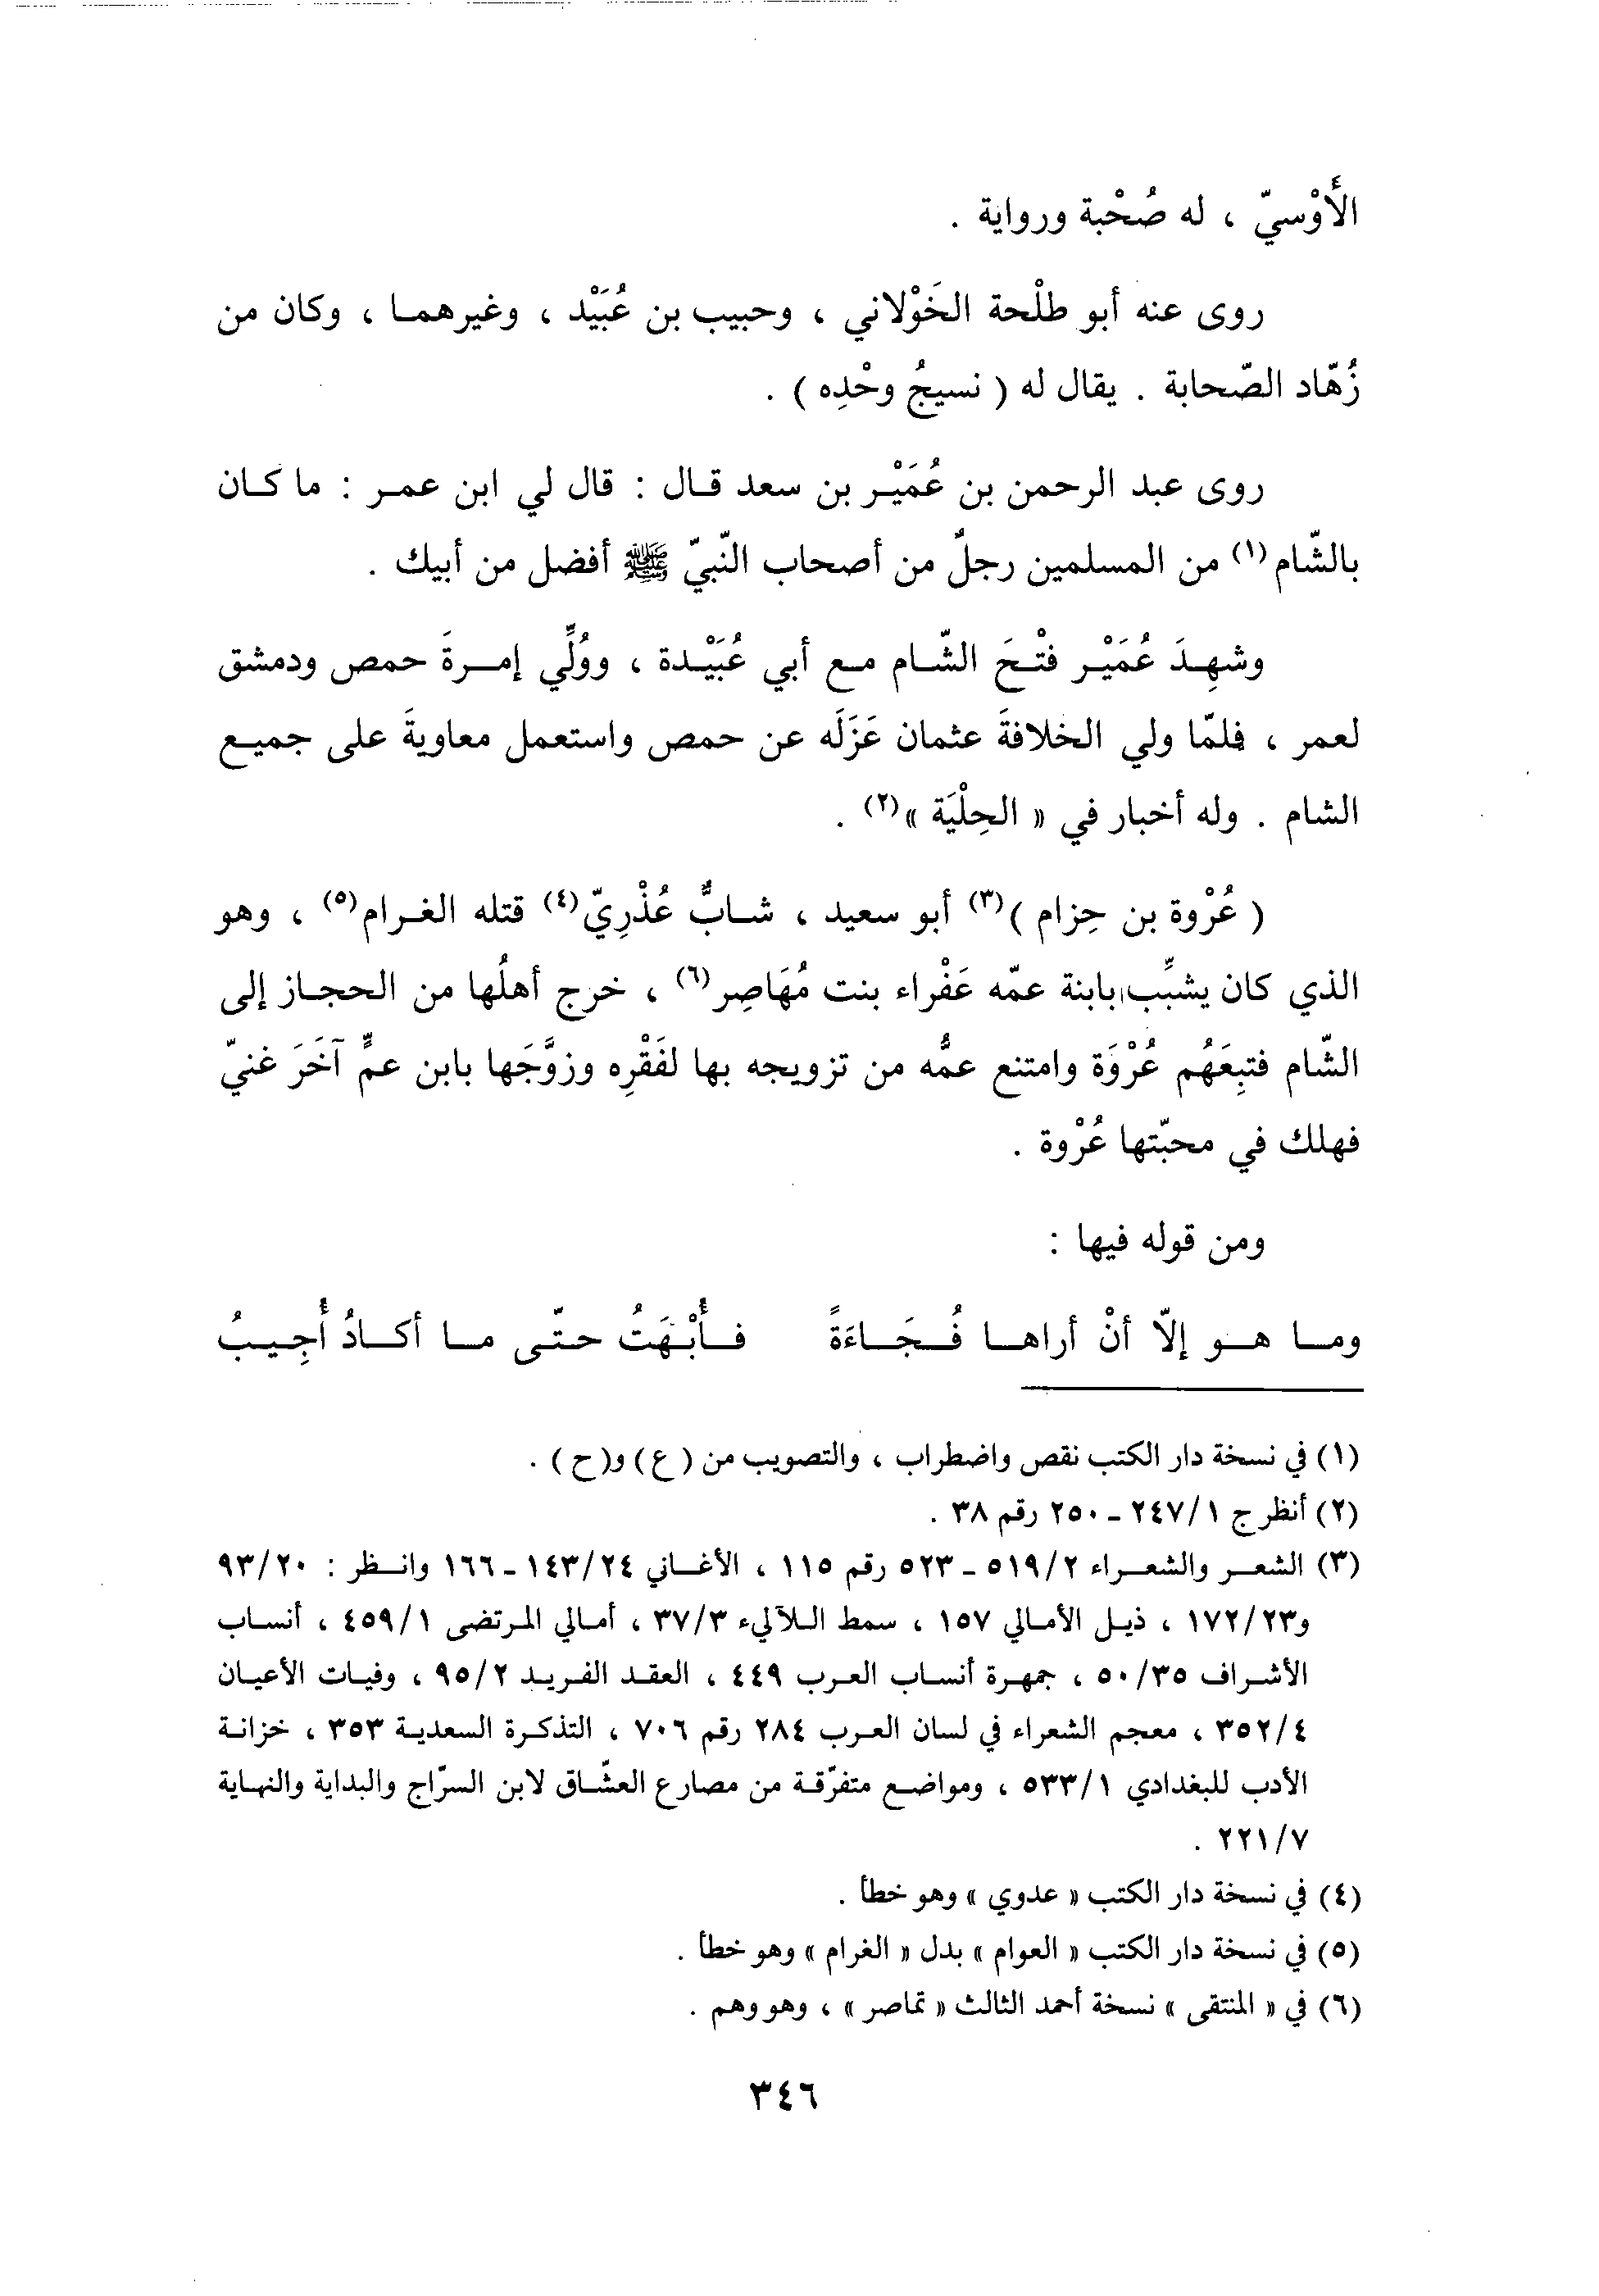 الأَوْسيّ ، له صُحْبة ورواية .
روى عنه أبو طلْحة الخَوْلاني ، وحبيب بن عُبَيْد ، وغيرهما ، وكان من
زُهّاد الصّحابة . يقال له ( نسيجُ وحْدِه ) .
روى عبد الرحمن بن عُمَيْر بن سعد قال : قال لي ابن عمر : ما كان
بالشّام(١) من المسلمين رجلٌ من أصحاب النّبيّ ﷺ أفضل من أبيك .
وشهِدَ عُمَيْر فتْحَ الشّام مع أبي عُبَيْدة ، ووُلِّي إمرةَ حمص ودمشق
لعمر ، فلمّا ولي الخلافةَ عثمان عَزَلَه عن حمص واستعمل معاويةَ على جميع
الشام . وله أخبار في « الحِلْيَة »(٢) .
( عُرْوة بن حِزام )(٣) أبو سعيد ، شابٌّ عُذْرِيّ(٤) قتله الغرام(٥) ، وهو
الذي كان يشبِّب بابنة عمّه عَفْراء بنت مُهَاصِر(٦) ، خرج أهلُها من الحجاز إلى
الشّام فتبِعَهُم عُرْوَة وامتنع عمُّه من تزويجه بها لفَقْرِه وزوَّجَها بابن عمٍّ آخَرَ غنيّ
فهلك في محبّتها عُرْوة .
ومن قوله فيها :
وما هو إلاّ أنْ أراها فُجَاءَةً فأُبْهَتُ حتّى ما أكادُ أُجِيبُ
(١) في نسخة دار الكتب نقص واضطراب ، والتصويب من ( ع ) و( ح ) .
(٢) أنظر ج ١/ ٢٤٧ ـ ٢٥٠ رقم ٣٨ .
(٣) الشعر والشعراء ٢/ ٥١٩ ـ ٥٢٣ رقم ١١٥ ، الأغاني ٢٤/ ١٤٣ ـ ١٦٦ وانظر : ٢٠/ ٩٣
و٢٣/ ١٧٢ ، ذيل الأمالي ١٥٧ ، سمط اللآليء ٣/ ٣٧ ، أمالي المرتضى ١/ ٤٥٩ ، أنساب
الأشراف ٣٥/ ٥٠ ، جمهرة أنساب العرب ٤٤٩ ، العقد الفريد ٢/ ٩٥ ، وفيات الأعيان
٤/ ٣٥٢ ، معجم الشعراء في لسان العرب ٢٨٤ رقم ٧٠٦ ، التذكرة السعدية ٣٥٣ ، خزانة
الأدب للبغدادي ١/ ٥٣٣ ، ومواضع متفرّقة من مصارع العشّاق لابن السرّاج والبداية والنهاية
٧/ ٢٢١ .
(٤) في نسخة دار الكتب « عدوي » وهو خطأ .
(٥) في نسخة دار الكتب « العوام » بدل « الغرام » وهو خطأ .
(٦) في « المنتقى » نسخة أحمد الثالث « تماصر » ، وهو وهم .
٣٤٦